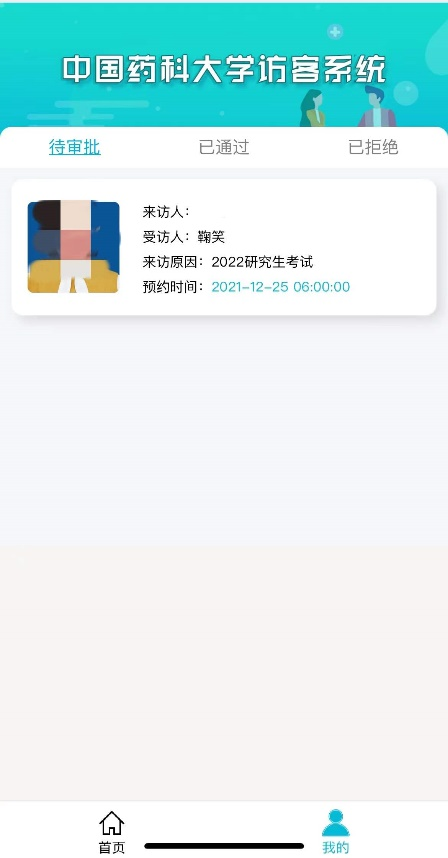 中国药科大学访客系统
待审批 已通过 已拒绝
来访人：
受访人：鞠笑
来访原因：2022研究生考试
预约时间：2021-12-25 06:00:00
首页 我的